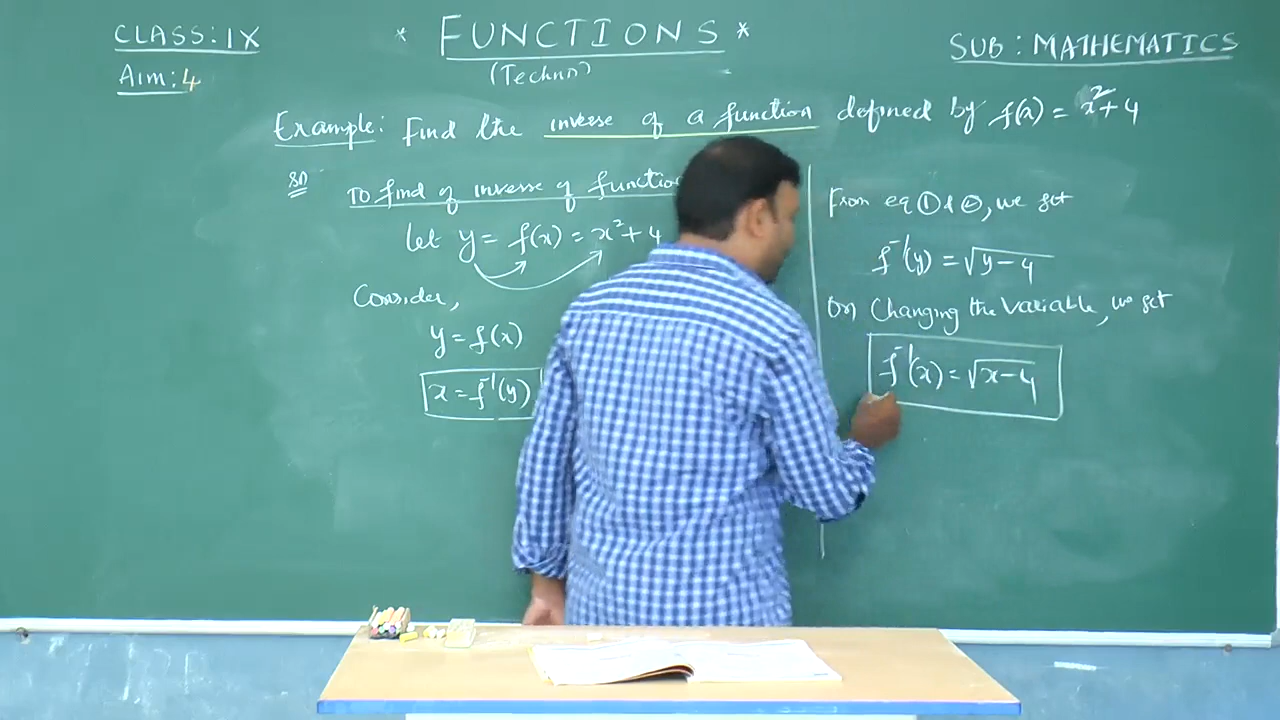 CLASS: IX
* FUNCTIONS *
SUB : MATHEMATICS
Aim: 4
(Techno)
Example: Find the inverse of a function defined by f(x) = x²+4
Sol
To find of inverse of function
let y = f(x) = x²+4
Consider,
y = f(x)
x = f⁻¹(y)
From eq ① & ②, we get
f⁻¹(y) = √y-4
Changing the variable, we get
f⁻¹(x) = √x-4